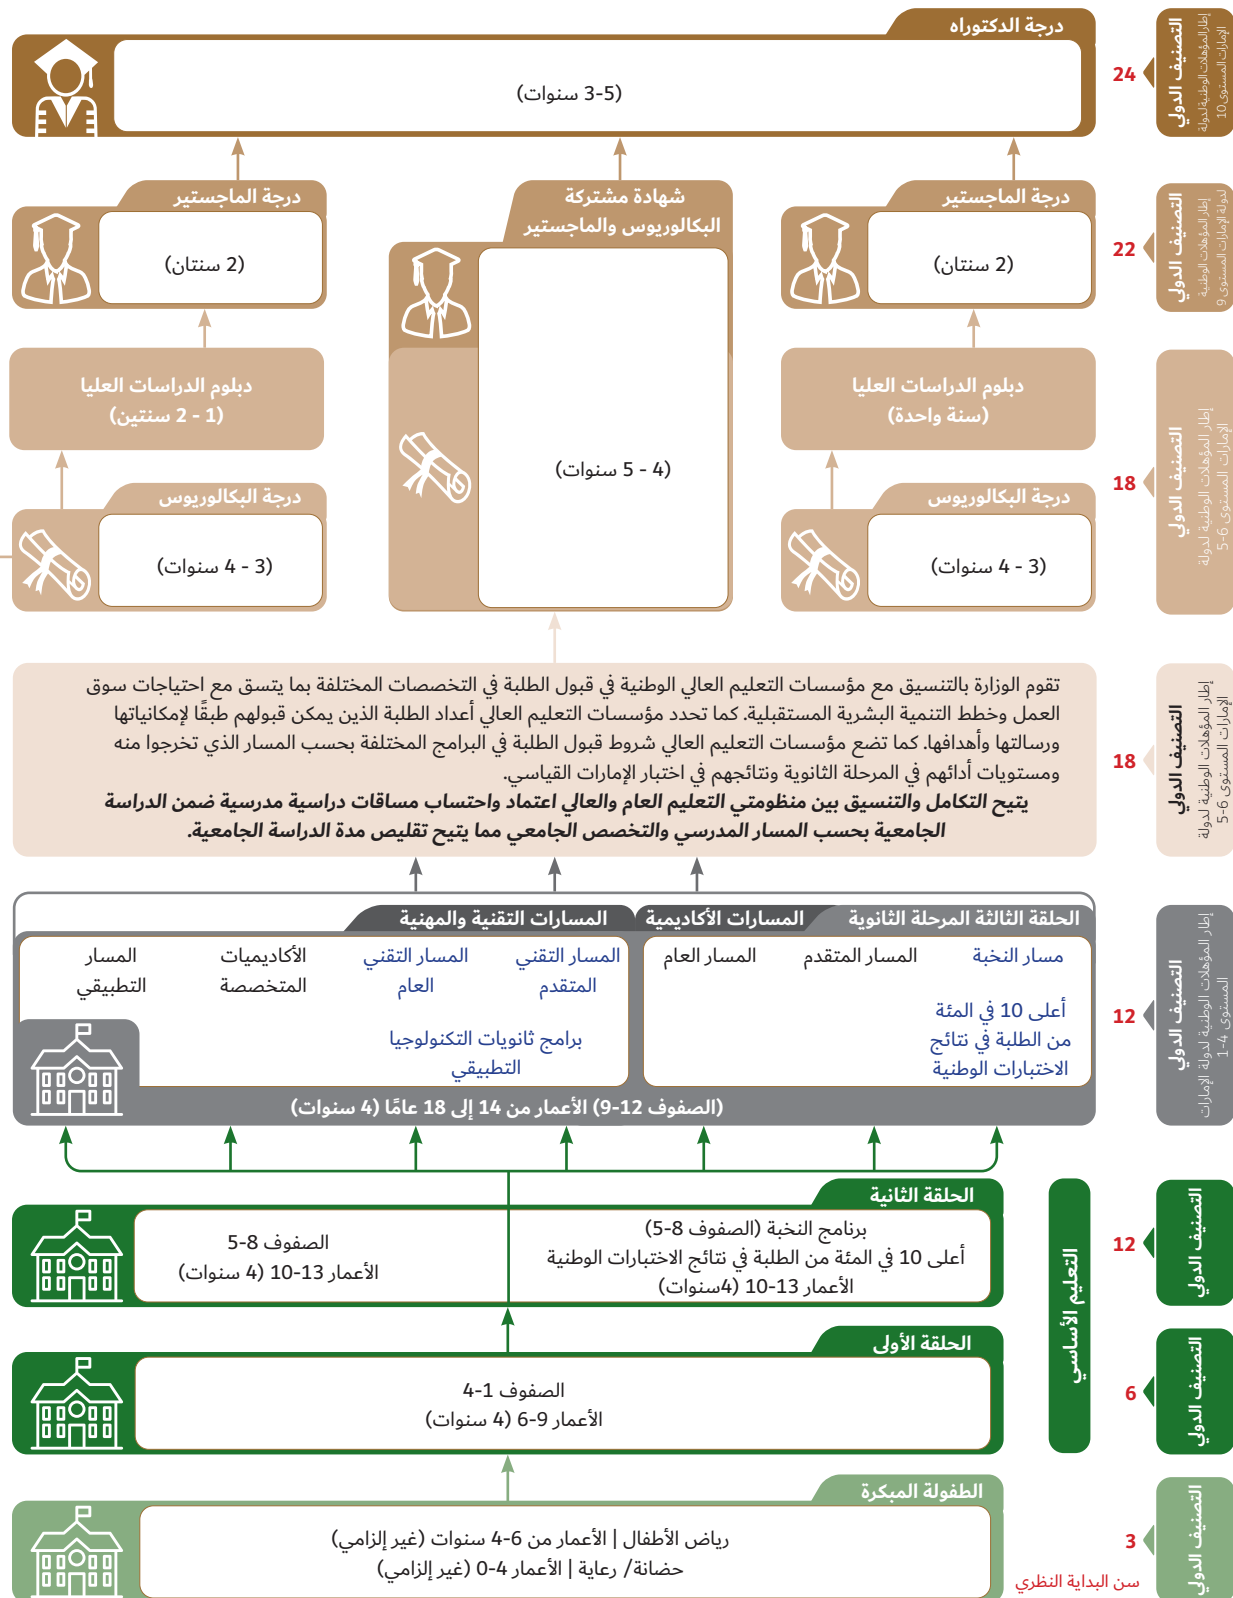 درجة الدكتوراه
(3-5 سنوات)
24
التصنيف الدولي
إطار المؤهلات الوطنية لدولة
الإمارات المستوى 10
درجة الماجستير
(2 سنتان)
شهادة مشتركة
البكالوريوس والماجستير
(4 - 5 سنوات)
درجة الماجستير
(2 سنتان)
22
التصنيف الدولي
إطار المؤهلات الوطنية
لدولة الإمارات المستوى 9
دبلوم الدراسات العليا
(سنة واحدة)
دبلوم الدراسات العليا
(1 - 2 سنتين)
درجة البكالوريوس
(3 - 4 سنوات)
درجة البكالوريوس
(3 - 4 سنوات)
18
التصنيف الدولي
إطار المؤهلات الوطنية لدولة
الإمارات المستوى 6-5
تقوم الوزارة بالتنسيق مع مؤسسات التعليم العالي الوطنية في قبول الطلبة في التخصصات المختلفة بما يتسق مع احتياجات سوق
العمل وخطط التنمية البشرية المستقبلية. كما تحدد مؤسسات التعليم العالي أعداد الطلبة الذين يمكن قبولهم طبقًا لإمكانياتها
ورسالتها وأهدافها. كما تضع مؤسسات التعليم العالي شروط قبول الطلبة في البرامج المختلفة بحسب المسار الذي تخرجوا منه
ومستويات أدائهم في المرحلة الثانوية ونتائجهم في اختبار الإمارات القياسي.
يتيح التكامل والتنسيق بين منظومتي التعليم العام والعالي اعتماد واحتساب مساقات دراسية مدرسية ضمن الدراسة
الجامعية بحسب المسار المدرسي والتخصص الجامعي مما يتيح تقليص مدة الدراسة الجامعية.
18
التصنيف الدولي
إطار المؤهلات الوطنية لدولة
الإمارات المستوى 6-5
الحلقة الثالثة المرحلة الثانوية
المسارات الأكاديمية
المسارات التقنية والمهنية
مسار النخبة
أعلى 10 في المئة
من الطلبة في نتائج
الاختبارات الوطنية
المسار المتقدم
المسار العام
المسار التقني
المتقدم
المسار التقني
العام
برامج ثانويات التكنولوجيا
التطبيقي
الأكاديميات
المتخصصة
المسار
التطبيقي
(الصفوف 12-9) الأعمار من 14 إلى 18 عامًا (4 سنوات)
12
التصنيف الدولي
إطار المؤهلات الوطنية لدولة الإمارات
المستوى 4-1
الحلقة الثانية
برنامج النخبة (الصفوف 8-5)
أعلى 10 في المئة من الطلبة في نتائج الاختبارات الوطنية
الأعمار 13-10 (4سنوات)
الصفوف 8-5
الأعمار 13-10 (4 سنوات)
التعليم الأساسي
12
التصنيف الدولي
الحلقة الأولى
الصفوف 1-4
الأعمار 9-6 (4 سنوات)
6
التصنيف الدولي
الطفولة المبكرة
رياض الأطفال | الأعمار من 6-4 سنوات (غير إلزامي)
حضانة/ رعاية | الأعمار 4-0 (غير إلزامي)
3
سن البداية النظري
التصنيف الدولي